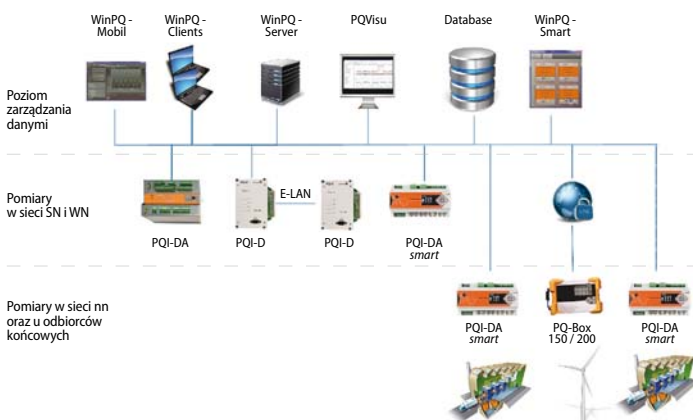 WinPQ -
Mobil
WinPQ -
Clients
WinPQ -
Server
PQVisu
Database
WinPQ -
Smart
Poziom
zarządzania
danymi
Pomiary
w sieci SN i WN
E-LAN
PQI-DA
PQI-D
PQI-D
PQI-DA
smart
Pomiary w sieci nn
oraz u odbiorców
końcowych
PQI-DA
smart
PQ-Box
150 / 200
PQI-DA
smart